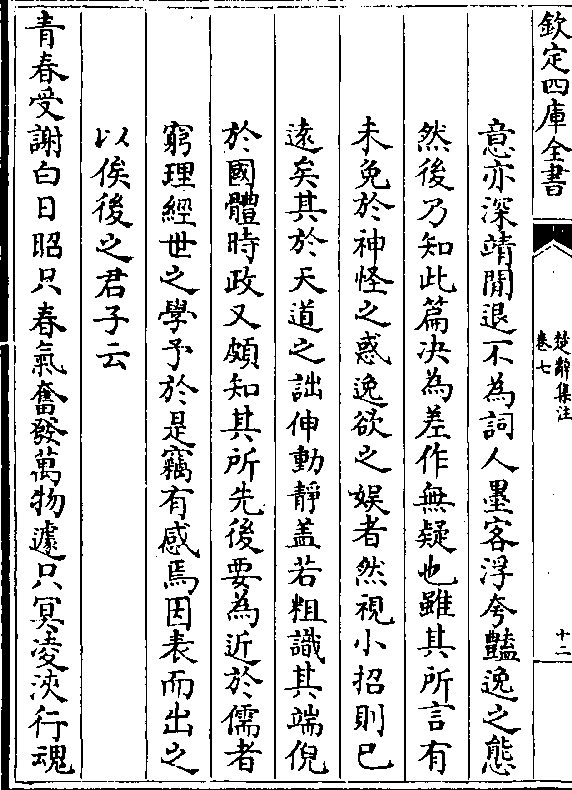 欽定四庫全書
楚辭集注
卷七
十二
意亦深靖閒退不為詞人墨客浮夸豔逸之態
然後乃知此篇决為差作無疑也雖其所言有
未免於神怪之惑逸欲之娛者然視小招則已
逺矣其於天道之詘伸動靜蓋若粗識其端倪
於國體時政又頗知其所先後要為近於儒者
窮理經世之學予於是竊有感焉因表而出之
以俟後之君子云
青春受謝白日昭只春氣奮發萬物遽只冥凌浹行魂